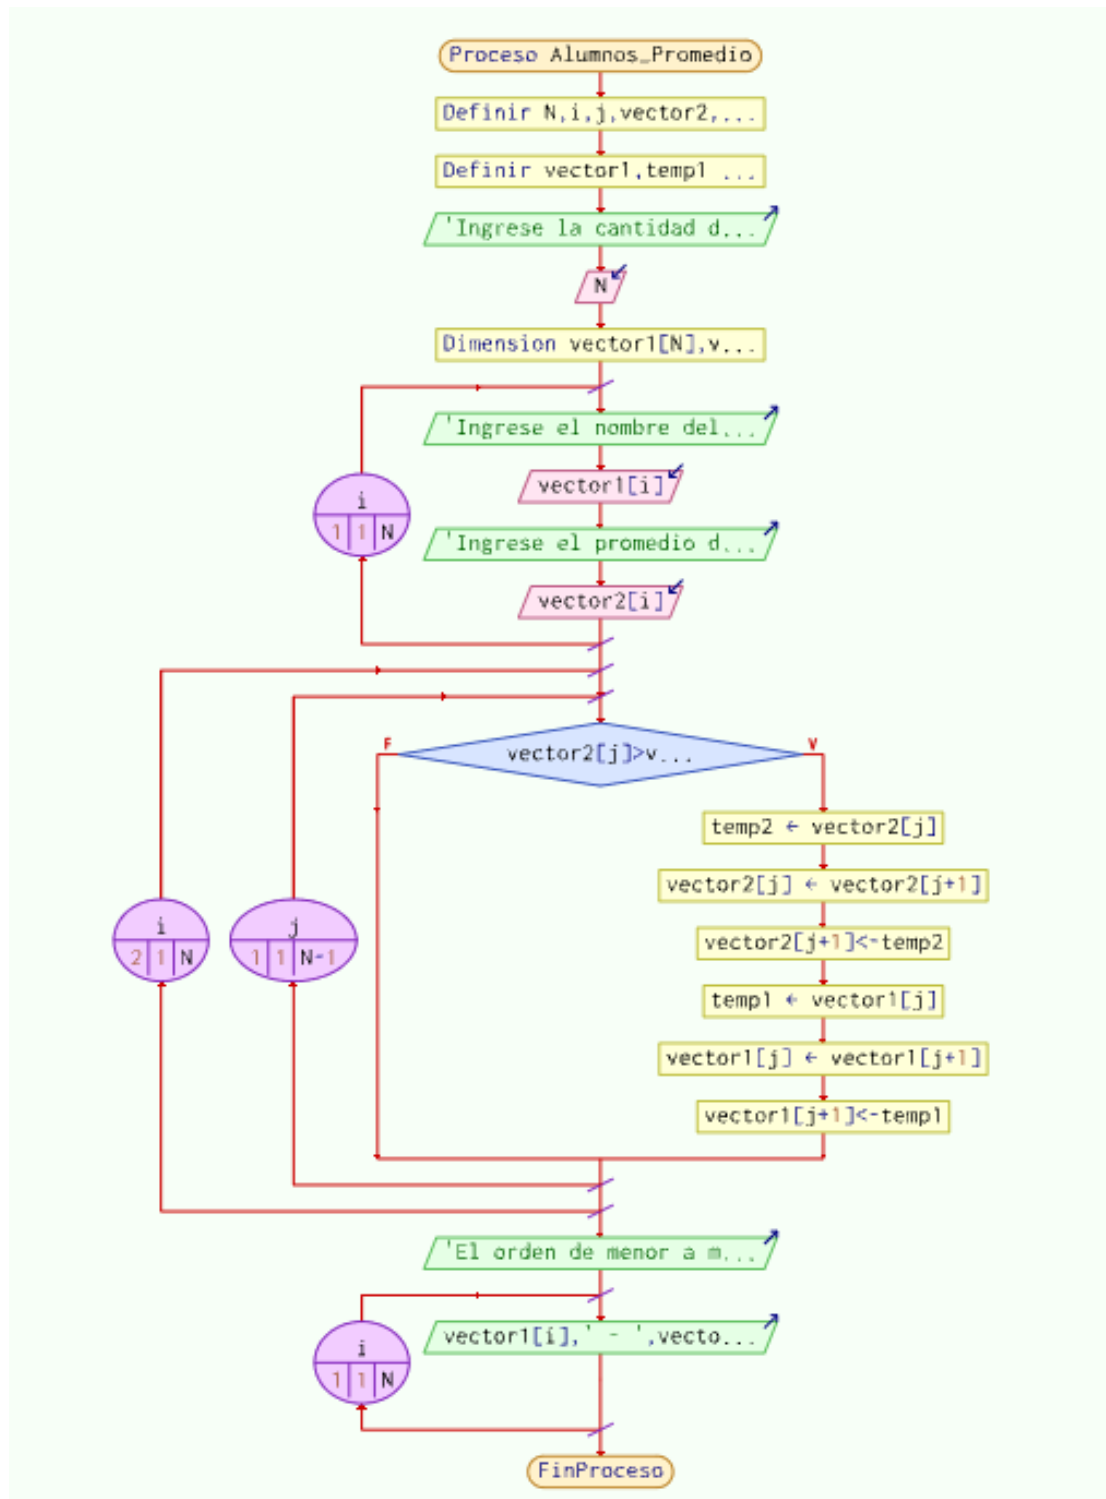 Proceso Alumnos_Promedio
Definir N,i,j,vector2,...
Definir vector1,temp1 ...
'Ingrese la cantidad d...
N
Dimension vector1[N],v...
'Ingrese el nombre del...
vector1[i]
i
1 1 N
'Ingrese el promedio d...
vector2[i]
F
vector2[j]>v...
V
temp2 ← vector2[j]
vector2[j] ← vector2[j+1]
i
2 1 N
j
1 1 N-1
vector2[j+1]<-temp2
temp1 ← vector1[j]
vector1[j] ← vector1[j+1]
vector1[j+1]<-temp1
'El orden de menor a m...
vector1[i],' - ',vecto...
i
1 1 N
FinProceso